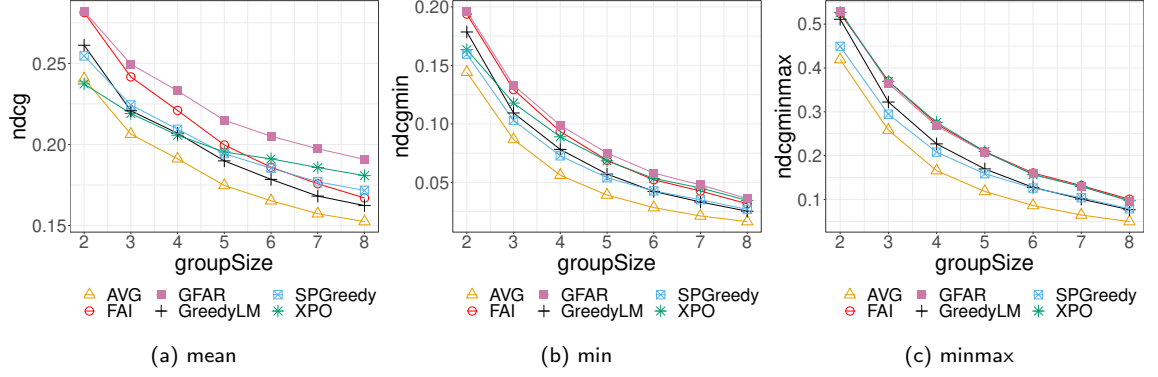 ndcg
0.25
0.20
0.15
2 3 4 5 6 7 8
groupSize
AVG GFAR SPGreedy
FAI GreedyLM XPO
(a) mean
ndcgmin
0.20
0.15
0.10
0.05
2 3 4 5 6 7 8
groupSize
AVG GFAR SPGreedy
FAI GreedyLM XPO
(b) min
ndcgminmax
0.5
0.4
0.3
0.2
0.1
2 3 4 5 6 7 8
groupSize
AVG GFAR SPGreedy
FAI GreedyLM XPO
(c) minmax